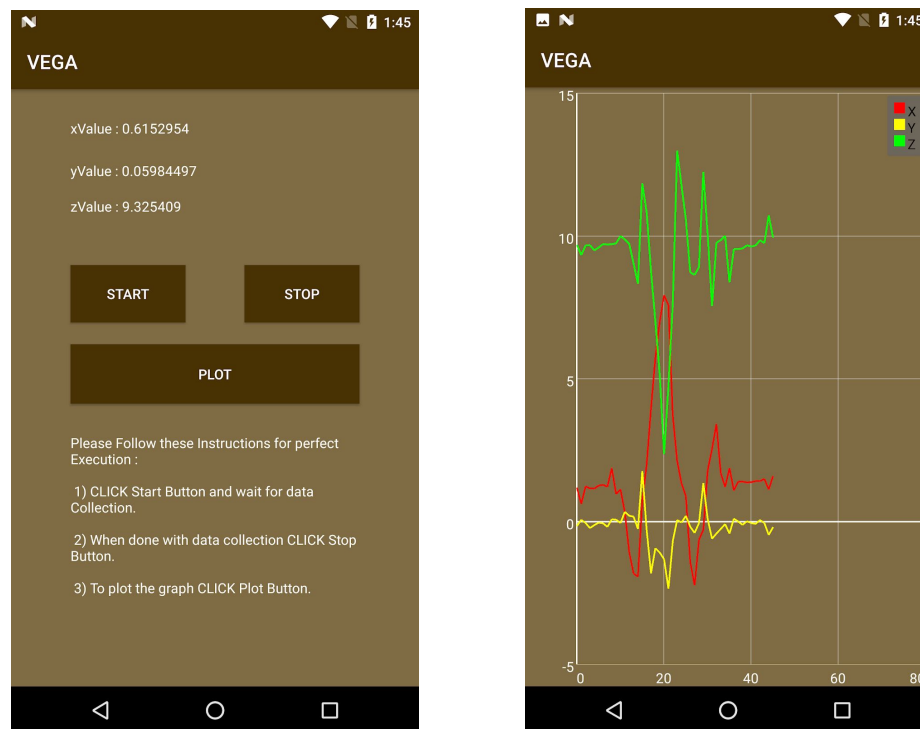 1:45
VEGA
xValue : 0.6152954
yValue : 0.05984497
zValue : 9.325409
START
STOP
PLOT
Please Follow these Instructions for perfect
Execution :
1) CLICK Start Button and wait for data
Collection.
2) When done with data collection CLICK Stop
Button.
3) To plot the graph CLICK Plot Button.
1:45
VEGA
15
10
5
0
-5
0
20
40
60
80
X
Y
Z